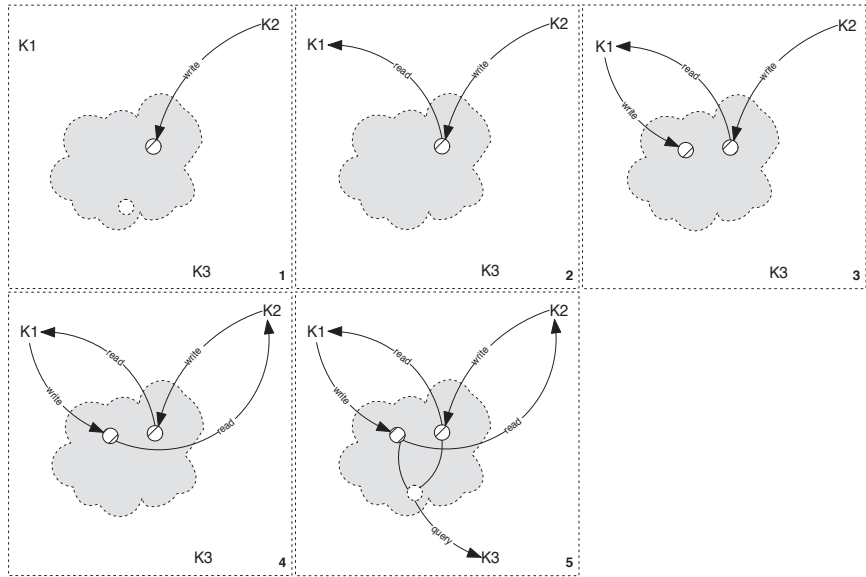 K1
K2
write
K3
1
K1
K2
read
write
K3
2
K1
K2
read
write
write
K3
3
K1
K2
read
write
write
read
K3
4
K1
K2
read
write
write
read
query
K3
5